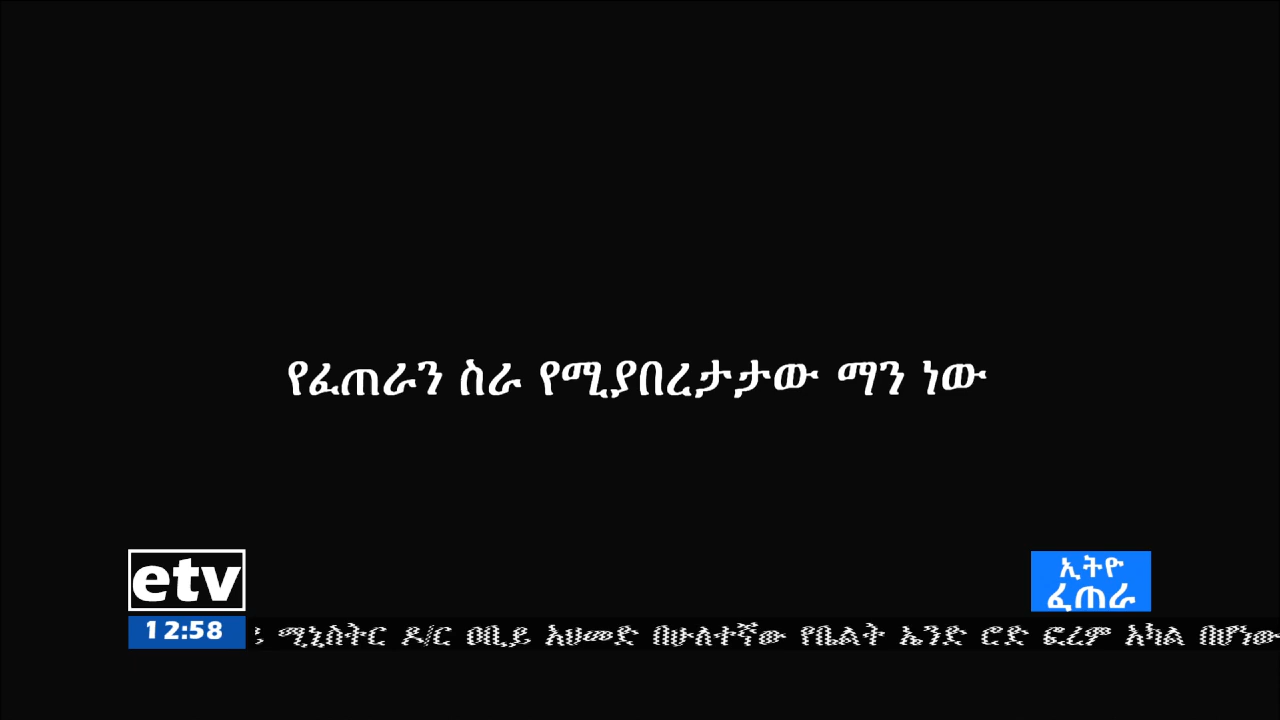 የፈጠራን ስራ የሚያበረታታው ማን ነው
etv
ኢትዮ
ፈጠራ
12:58
ሚኒስትር ዶ/ር ዐቢይ አህመድ በሁለተኛው የቤልት ኤንድ ሮድ ፎረም አካል በሆነው